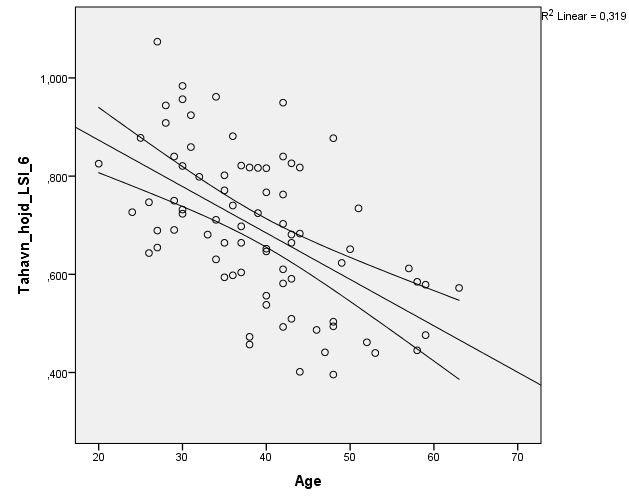 R2 Linear = 0,319
1,000
,800
,600
,400
Tahavn_hojd_LSI_6
20 30 40 50 60 70
Age